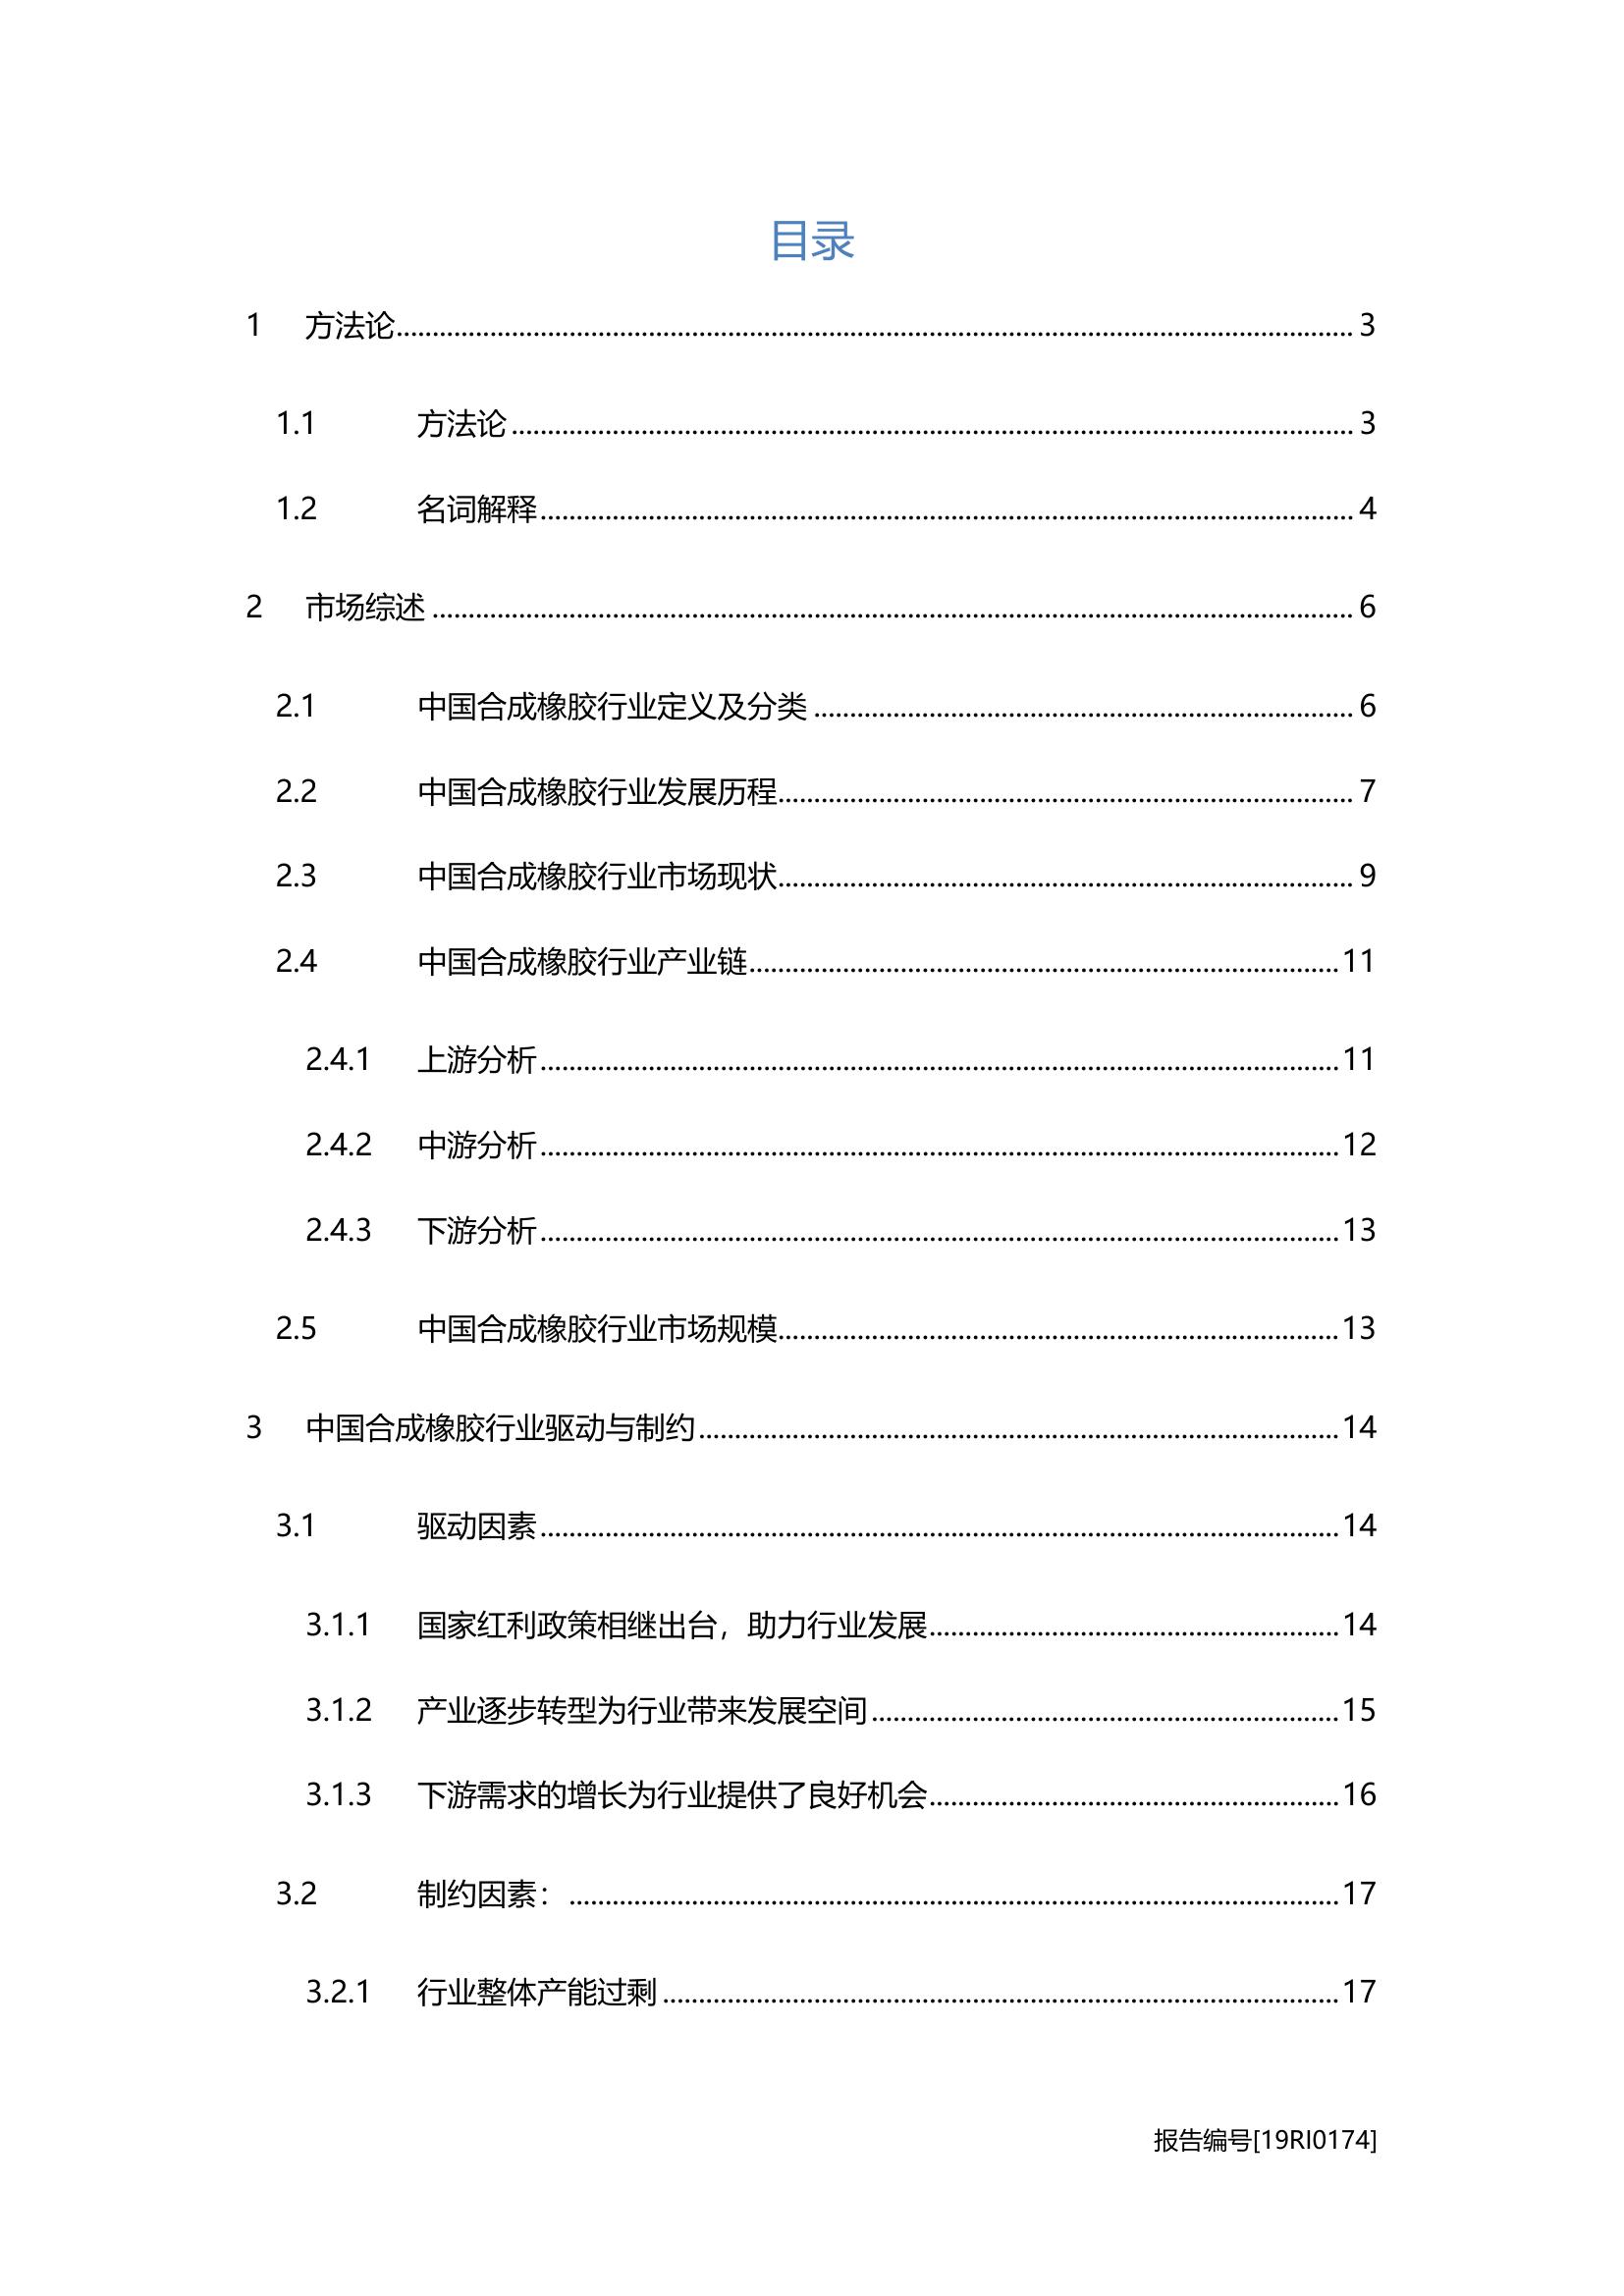 目录
1 方法论 3
1.1 方法论 3
1.2 名词解释 4
2 市场综述 6
2.1 中国合成橡胶行业定义及分类 6
2.2 中国合成橡胶行业发展历程 7
2.3 中国合成橡胶行业市场现状 9
2.4 中国合成橡胶行业产业链 11
2.4.1 上游分析 11
2.4.2 中游分析 12
2.4.3 下游分析 13
2.5 中国合成橡胶行业市场规模 13
3 中国合成橡胶行业驱动与制约 14
3.1 驱动因素 14
3.1.1 国家红利政策相继出台，助力行业发展 14
3.1.2 产业逐步转型为行业带来发展空间 15
3.1.3 下游需求的增长为行业提供了良好机会 16
3.2 制约因素： 17
3.2.1 行业整体产能过剩 17
报告编号[19RI0174]